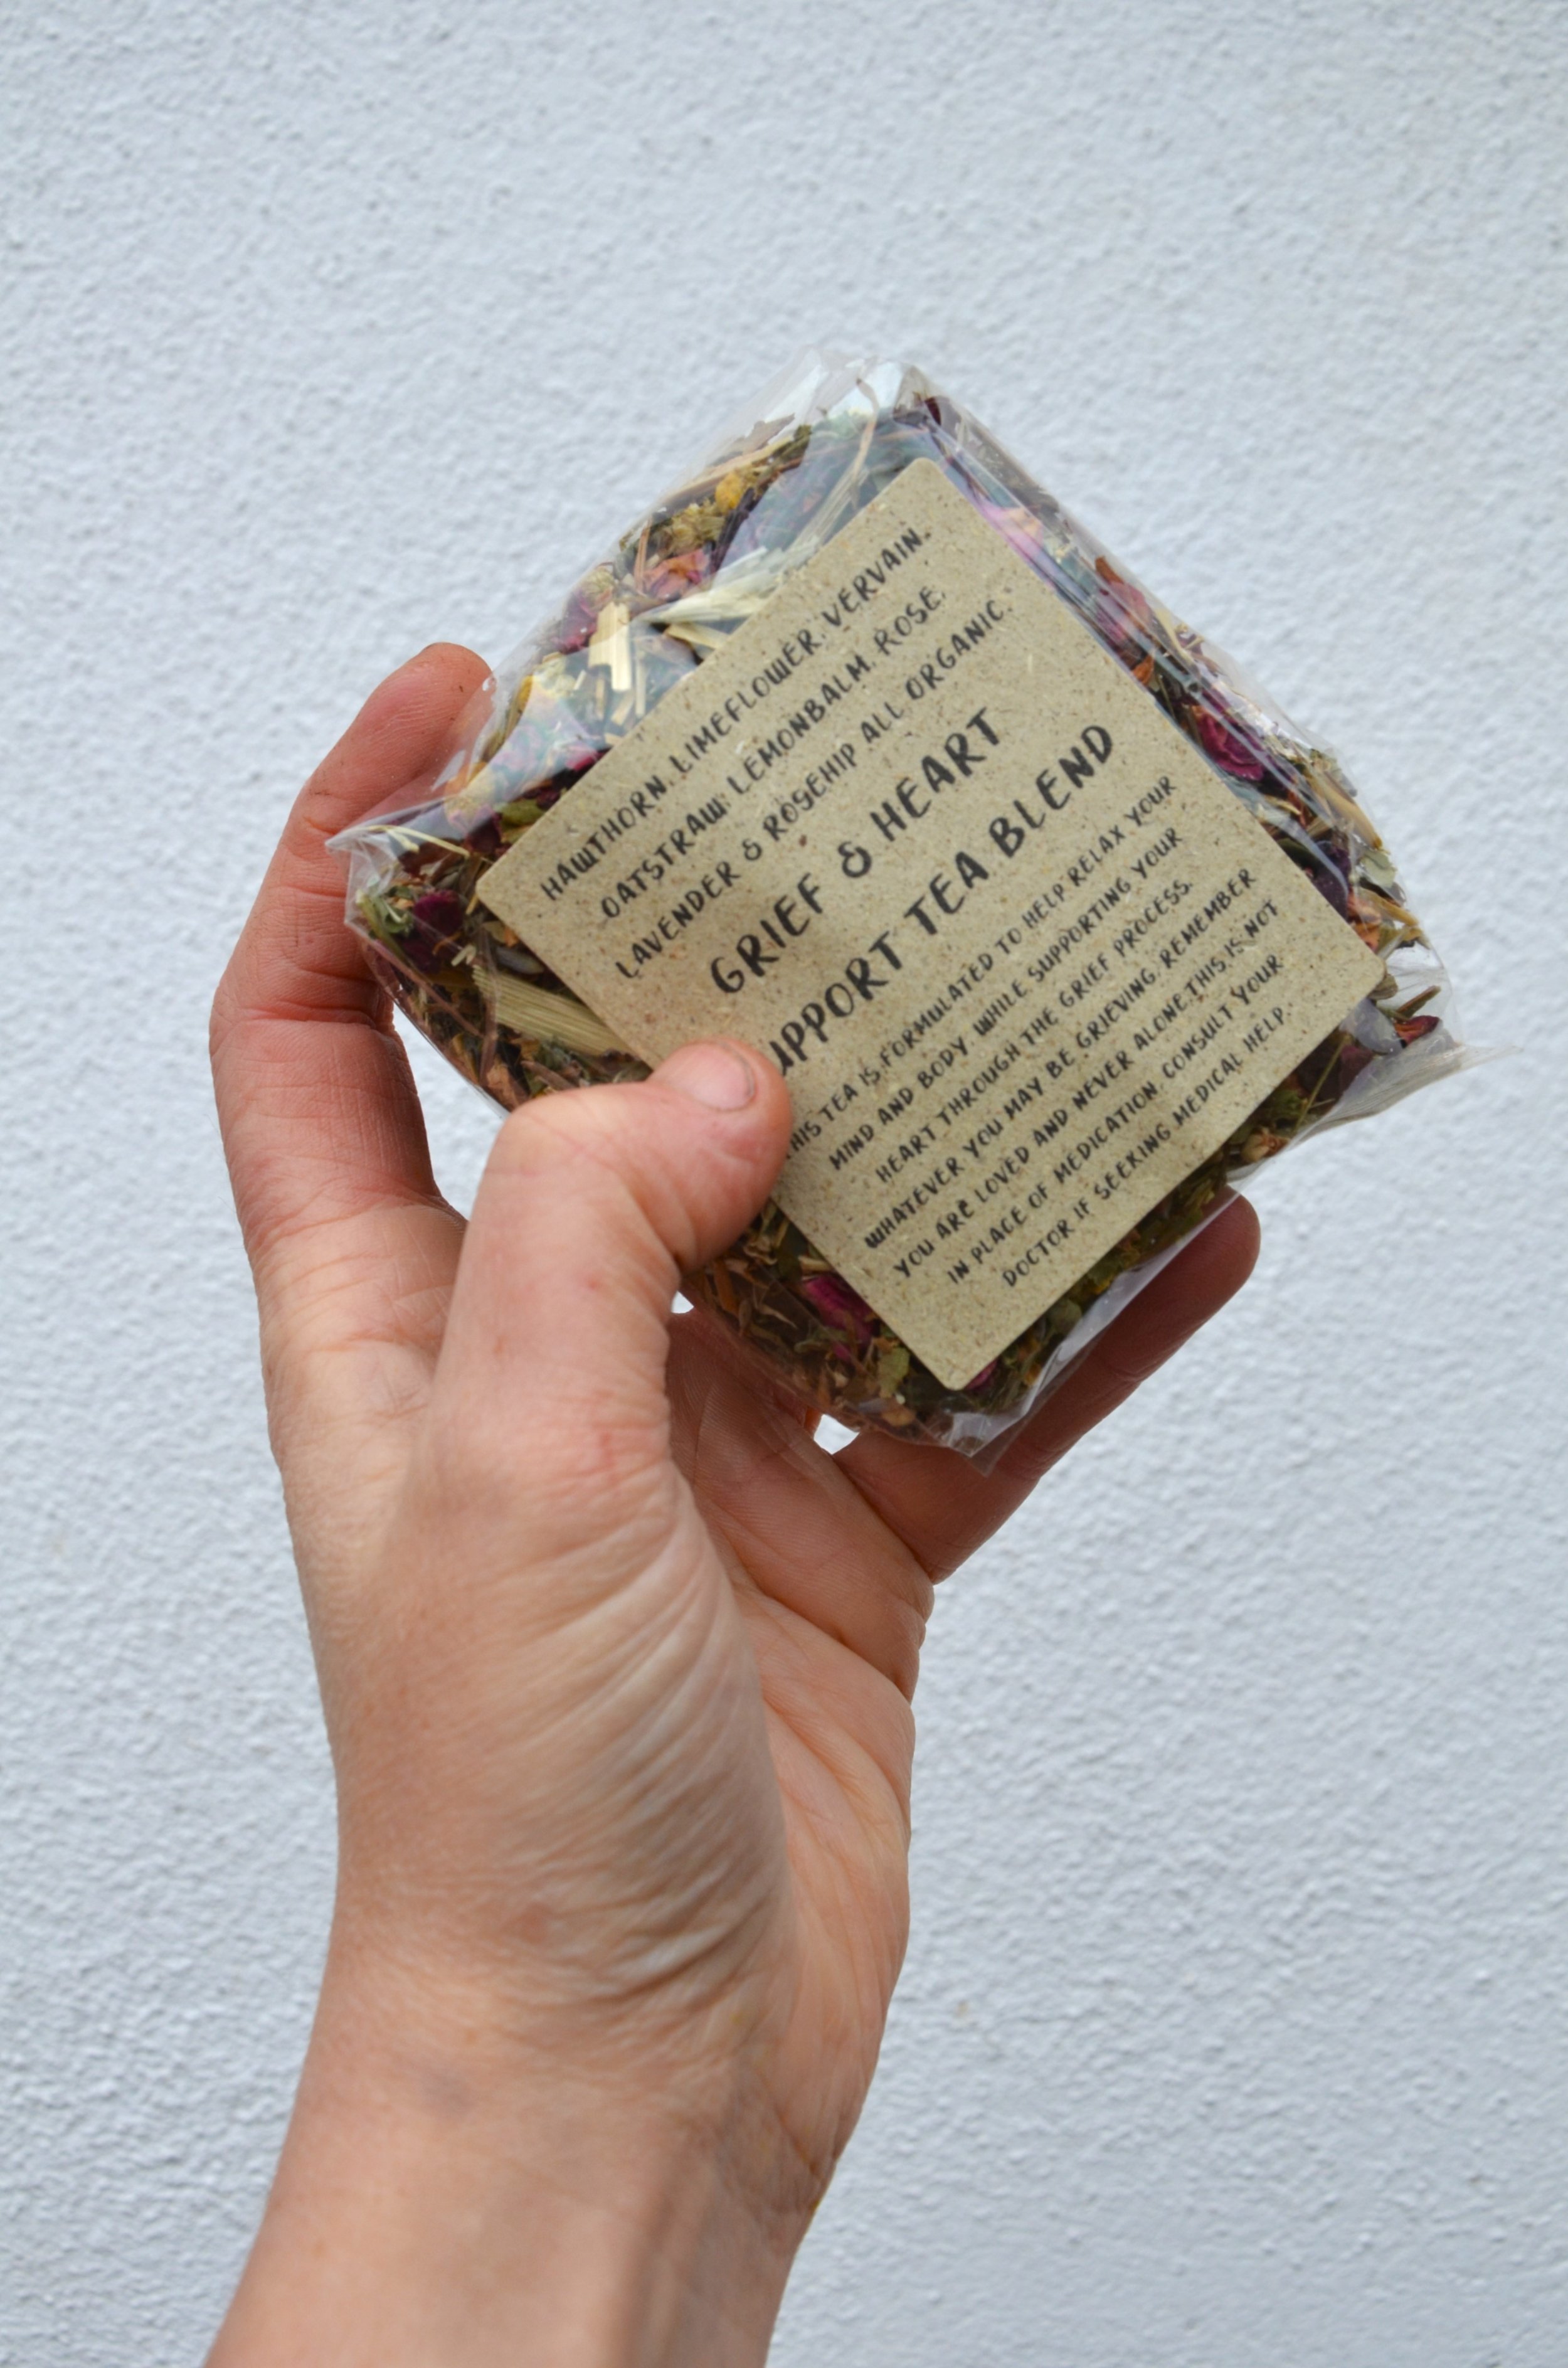 HAWTHORN, LIMEFLOWER, VERVAIN,
OATSTRAW, LEMONBALM, ROSE,
LAVENDER & ROSEHIP ALL ORGANIC.
GRIEF & HEART
UPPORT TEA BLEND
HIS TEA IS FORMULATED TO HELP RELAX YOUR
MIND AND BODY WHILE SUPPORTING YOUR
HEART THROUGH THE GRIEF PROCESS.
WHATEVER YOU MAY BE GRIEVING, REMEMBER
YOU ARE LOVED AND NEVER ALONE.THIS IS NOT
IN PLACE OF MEDICATION, CONSULT YOUR
DOCTOR IF SEEKING MEDICAL HELP.